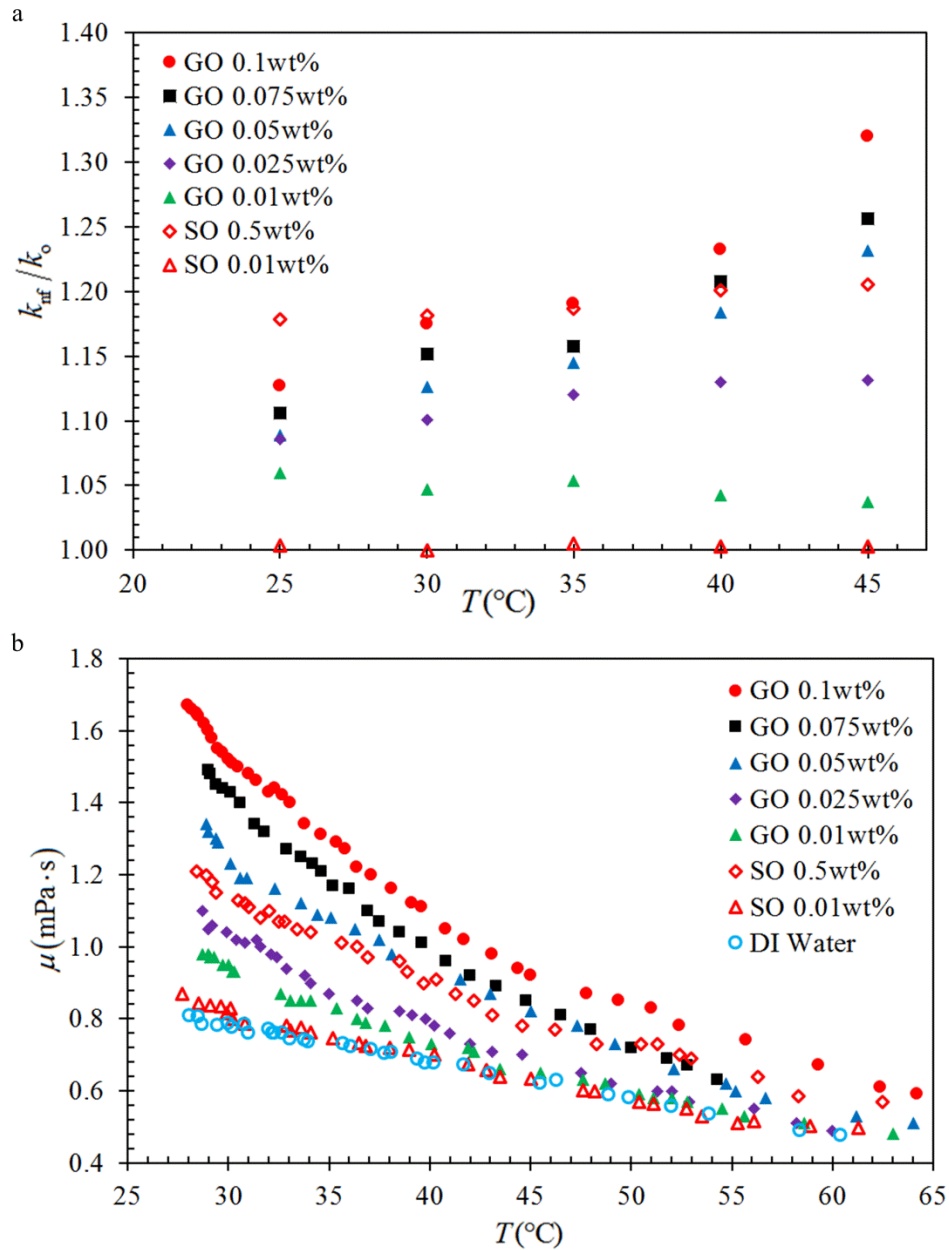 a
1.40
1.35
1.30
1.25
1.20
1.15
1.10
1.05
1.00
k_nf/k_o
GO 0.1wt%
GO 0.075wt%
GO 0.05wt%
GO 0.025wt%
GO 0.01wt%
SO 0.5wt%
SO 0.01wt%
20 25 30 35 40 45
T(°C)
b
1.8
1.6
1.4
1.2
1.0
0.8
0.6
0.4
μ(mPa·s)
GO 0.1wt%
GO 0.075wt%
GO 0.05wt%
GO 0.025wt%
GO 0.01wt%
SO 0.5wt%
SO 0.01wt%
DI Water
25 30 35 40 45 50 55 60 65
T(°C)